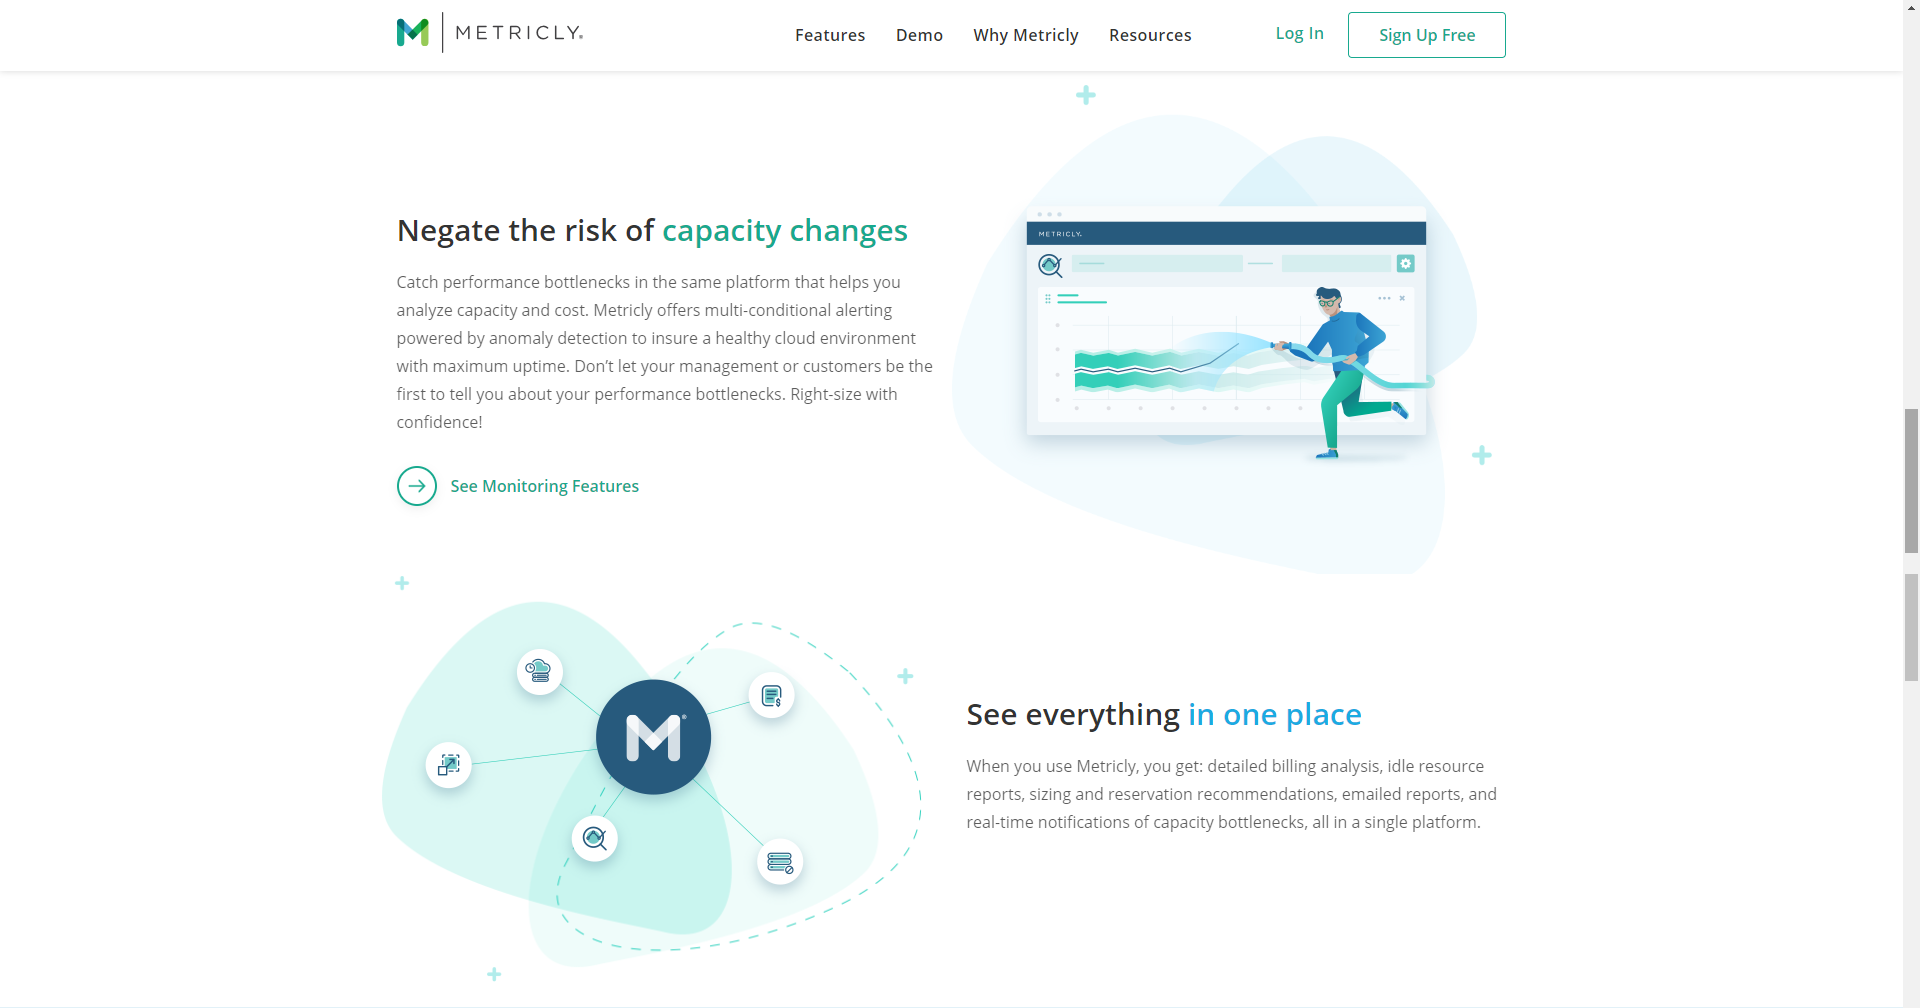 METRICLY®
Features
Demo
Why Metricly
Resources
Log In
Sign Up Free
Negate the risk of capacity changes
Catch performance bottlenecks in the same platform that helps you
analyze capacity and cost. Metricly offers multi-conditional alerting
powered by anomaly detection to insure a healthy cloud environment
with maximum uptime. Don’t let your management or customers be the
first to tell you about your performance bottlenecks. Right-size with
confidence!
See Monitoring Features
METRICLY.
See everything in one place
When you use Metricly, you get: detailed billing analysis, idle resource
reports, sizing and reservation recommendations, emailed reports, and
real-time notifications of capacity bottlenecks, all in a single platform.